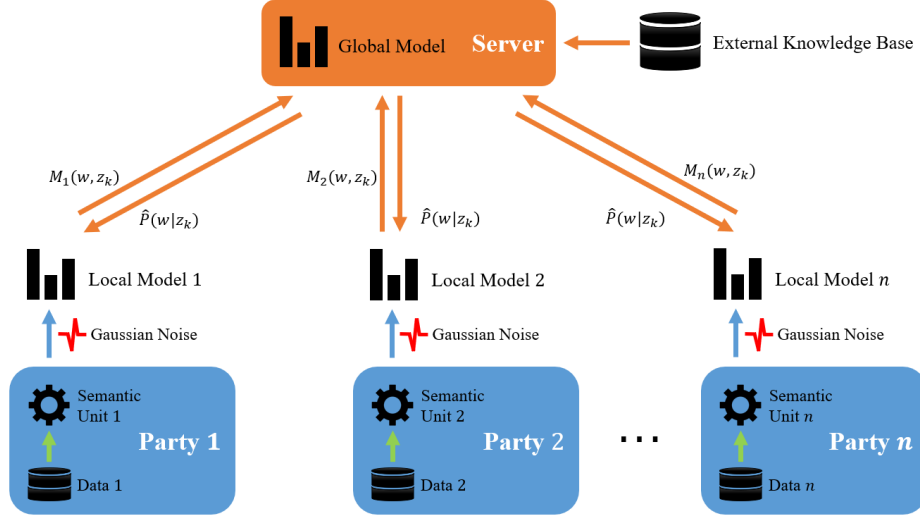 Global Model
Server
External Knowledge Base
M₁(w, zₖ)
P̂(w|zₖ)
M₂(w, zₖ)
P̂(w|zₖ)
Mₙ(w, zₖ)
P̂(w|zₖ)
Local Model 1
Local Model 2
Local Model n
Gaussian Noise
Gaussian Noise
Gaussian Noise
Semantic
Unit 1
Party 1
Data 1
Semantic
Unit 2
Party 2
Data 2
...
Semantic
Unit n
Party n
Data n